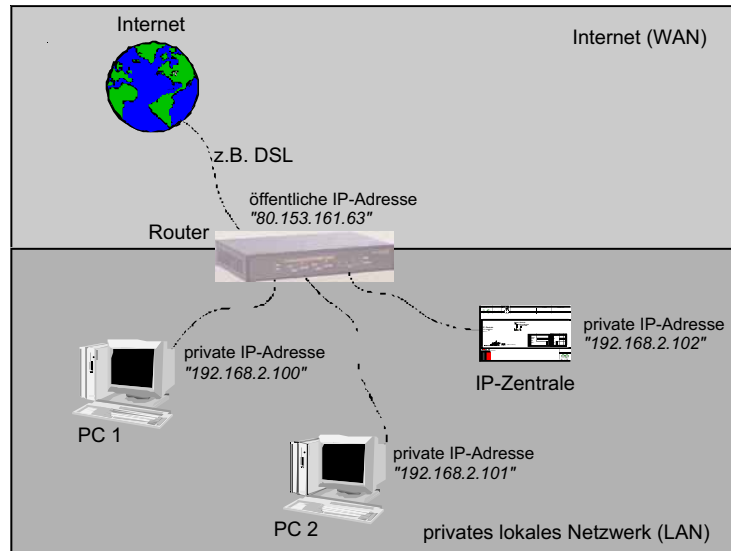 Internet
Internet (WAN)
z.B. DSL
öffentliche IP-Adresse
"80.153.161.63"
Router
private IP-Adresse
"192.168.2.102"
private IP-Adresse
"192.168.2.100"
IP-Zentrale
PC 1
private IP-Adresse
"192.168.2.101"
PC 2
privates lokales Netzwerk (LAN)